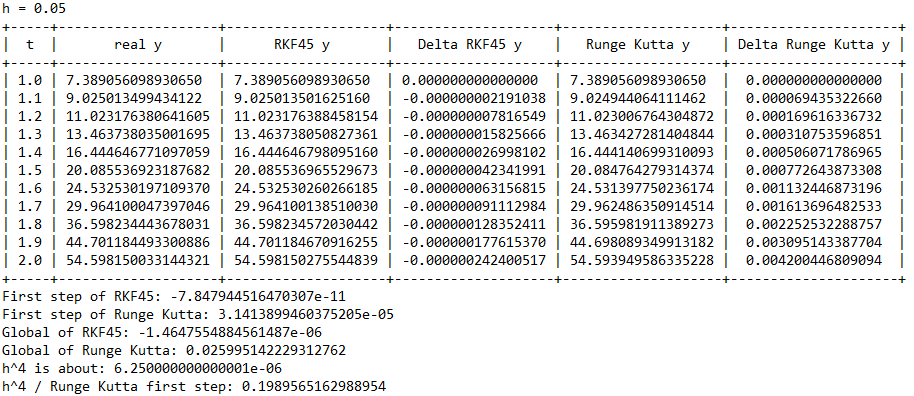 h = 0.05
+-----+--------------------+--------------------+--------------------+--------------------+---------------------+
|  t  |       real y       |      RKF45 y       |   Delta RKF45 y    |   Runge Kutta y    | Delta Runge Kutta y |
+-----+--------------------+--------------------+--------------------+--------------------+---------------------+
| 1.0 | 7.389056098930650  | 7.389056098930650  | 0.000000000000000  | 7.389056098930650  |  0.000000000000000  |
| 1.1 | 9.025013499434122  | 9.025013501625160  | -0.000000002191038 | 9.024944064111462  |  0.000069435322660  |
| 1.2 | 11.023176380641605 | 11.023176388458154 | -0.000000007816549 | 11.023006764304872 |  0.000169616336732  |
| 1.3 | 13.463738035001695 | 13.463738050827361 | -0.000000015825666 | 13.463427281404844 |  0.000310753596851  |
| 1.4 | 16.444646771097059 | 16.444646798095160 | -0.000000026998102 | 16.444140699310093 |  0.000506071786965  |
| 1.5 | 20.085536923187682 | 20.085536965529673 | -0.000000042341991 | 20.084764279314374 |  0.000772643873308  |
| 1.6 | 24.532530197109370 | 24.532530260266185 | -0.000000063156815 | 24.531397750236174 |  0.001132446873196  |
| 1.7 | 29.964100047397046 | 29.964100138510030 | -0.000000091112984 | 29.962486350914514 |  0.001613696482533  |
| 1.8 | 36.598234443678031 | 36.598234572030442 | -0.000000128352411 | 36.595981911389273 |  0.002252532288757  |
| 1.9 | 44.701184493300886 | 44.701184670916255 | -0.000000177615370 | 44.698089349913182 |  0.003095143387704  |
| 2.0 | 54.598150033144321 | 54.598150275544839 | -0.000000242400517 | 54.593949586335228 |  0.004200446809094  |
+-----+--------------------+--------------------+--------------------+--------------------+---------------------+
First step of RKF45: -7.847944516470307e-11
First step of Runge Kutta: 3.1413899460375205e-05
Global of RKF45: -1.4647554884561487e-06
Global of Runge Kutta: 0.025995142229312762
h^4 is about: 6.250000000000001e-06
h^4 / Runge Kutta first step: 0.1989565162988954